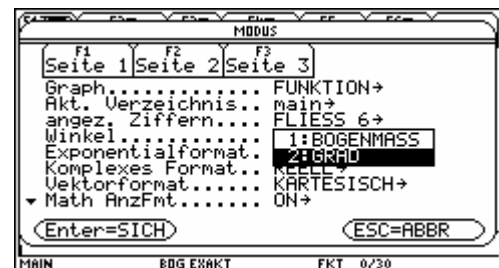 MODUS
F1 F2 F3
Seite 1 Seite 2 Seite 3
Graph............. FUNKTION→
Akt. Verzeichnis.. main→
angez. Ziffern.... FLIESS 6→
Winkel............ 1:BOGENMASS
Exponentialformat. 2:GRAD
Komplexes Format.. REELL→
Vektorformat...... KARTESISCH→
Math AnzFmt....... ON→
Enter=SICH ESC=ABBR
MAIN BOG EXAKT FKT 0/30